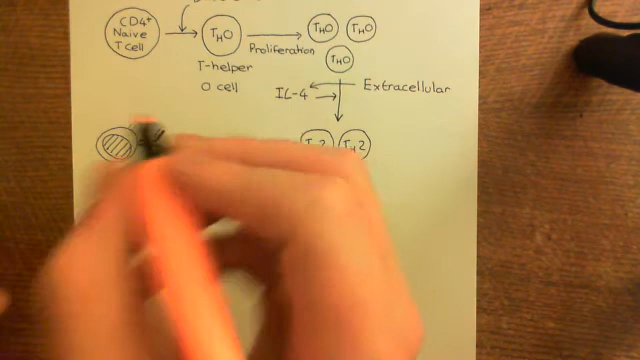 CD4+
Naive
T cell
TH0
Proliferation
TH0
TH0
TH0
T-helper
0 cell
IL-4
Extracellular
TH2